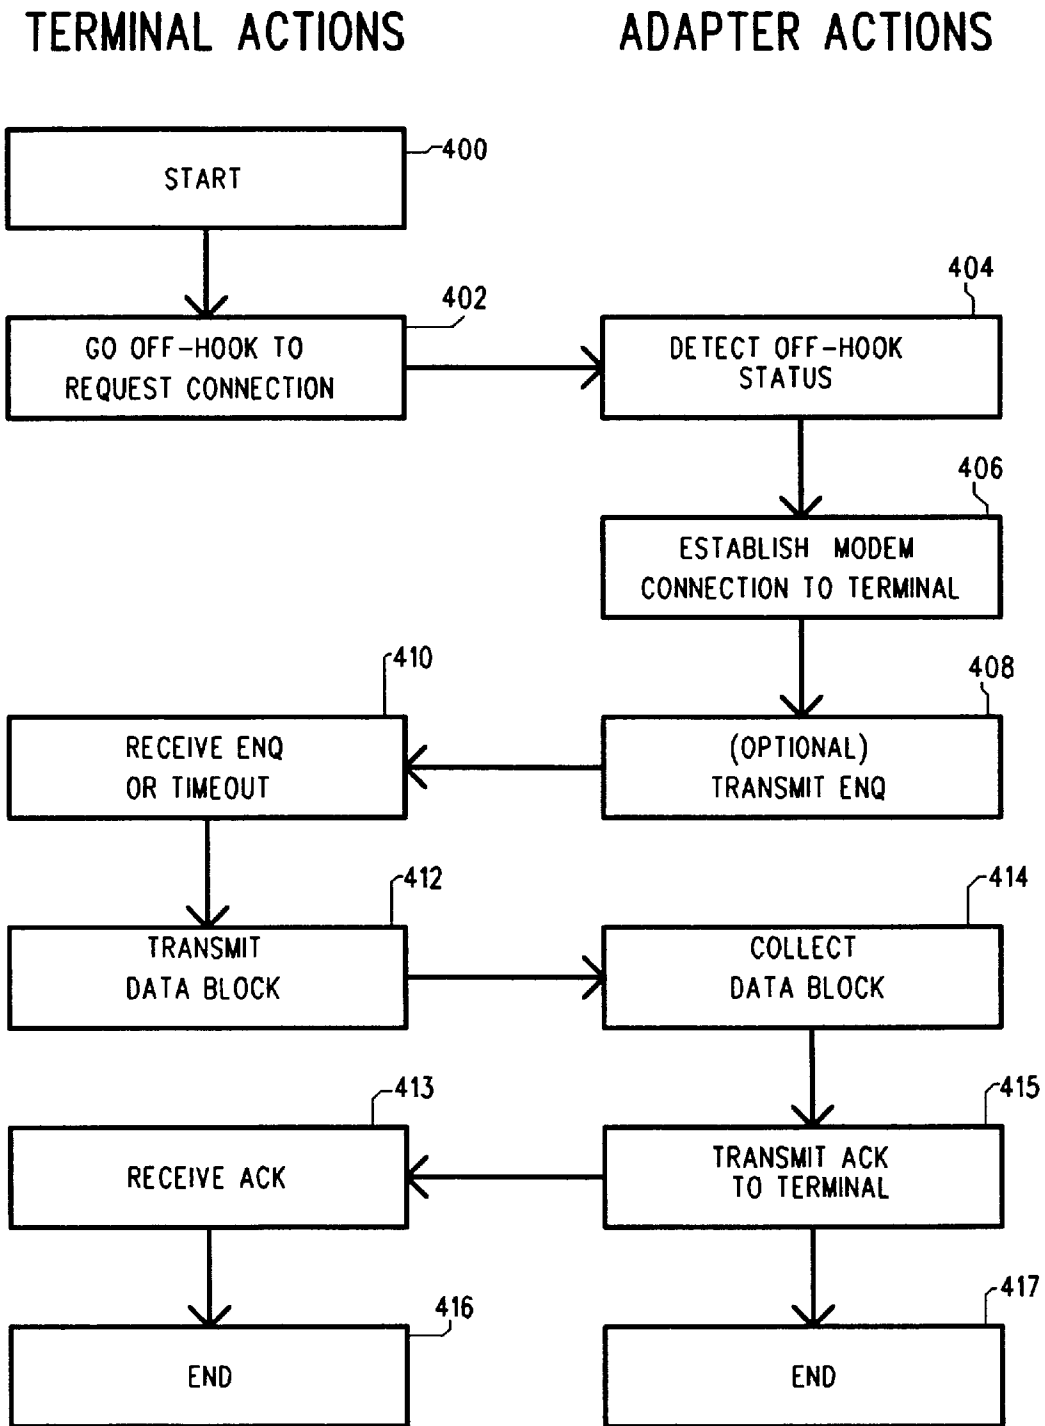 TERMINAL ACTIONS
ADAPTER ACTIONS
400
START
402
GO OFF-HOOK TO
REQUEST CONNECTION
404
DETECT OFF-HOOK
STATUS
406
ESTABLISH MODEM
CONNECTION TO TERMINAL
408
(OPTIONAL)
TRANSMIT ENQ
410
RECEIVE ENQ
OR TIMEOUT
412
TRANSMIT
DATA BLOCK
414
COLLECT
DATA BLOCK
415
TRANSMIT ACK
TO TERMINAL
413
RECEIVE ACK
416
END
417
END